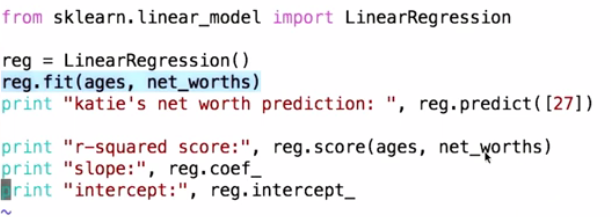 from sklearn.linear_model import LinearRegression
reg = LinearRegression()
reg.fit(ages, net_worths)
print "katie's net worth prediction: ", reg.predict([27])
print "r-squared score:", reg.score(ages, net_worths)
print "slope:", reg.coef_
print "intercept:", reg.intercept_
~